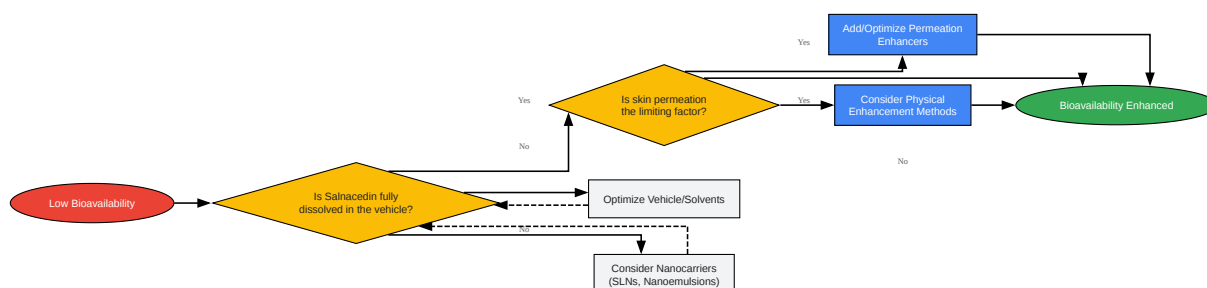 Add/Optimize Permeation
Enhancers
Yes
Is skin permeation
the limiting factor?
Yes
Yes
Consider Physical
Enhancement Methods
Bioavailability Enhanced
No
No
Low Bioavailability
Is Salnacedin fully
dissolved in the vehicle?
Optimize Vehicle/Solvents
No
Consider Nanocarriers
(SLNs, Nanoemulsions)